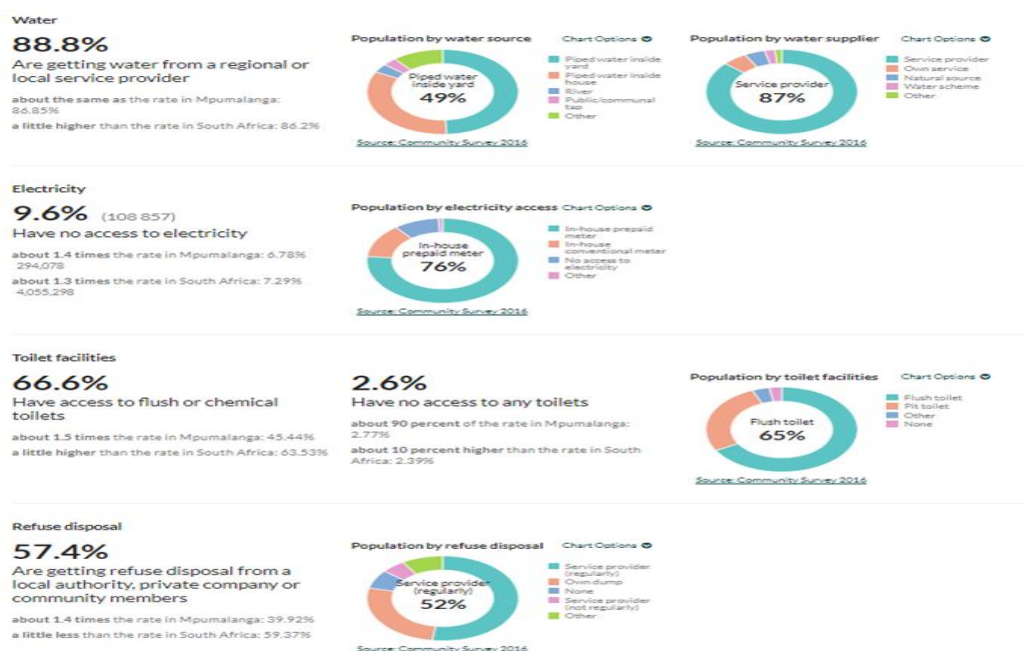 Water
88.8%
Are getting water from a regional or
local service provider
about the same as the rate in Mpumalanga:
86.85%
a little higher than the rate in South Africa: 86.2%
Population by water source
Chart Options
Piped water
inside yard
49%
Piped water inside
yard
Piped water inside
house
River
Public/communal
tap
Other
Source: Community Survey 2016
Population by water supplier
Chart Options
Service provider
87%
Service provider
Own service
Natural source
Water scheme
Other
Source: Community Survey 2016
Electricity
9.6% (108 857)
Have no access to electricity
about 1.4 times the rate in Mpumalanga: 6.78%
294,078
about 1.3 times the rate in South Africa: 7.29%
4,055,298
Population by electricity access
Chart Options
In-house
prepaid meter
76%
In-house prepaid
meter
In-house
conventional meter
No access to
electricity
Other
Source: Community Survey 2016
Toilet facilities
66.6%
Have access to flush or chemical
toilets
about 1.5 times the rate in Mpumalanga: 45.44%
a little higher than the rate in South Africa: 63.53%
2.6%
Have no access to any toilets
about 90 percent of the rate in Mpumalanga:
2.77%
about 10 percent higher than the rate in South
Africa: 2.39%
Population by toilet facilities
Chart Options
Flush toilet
65%
Flush toilet
Pit toilet
Other
None
Source: Community Survey 2016
Refuse disposal
57.4%
Are getting refuse disposal from a
local authority, private company or
community members
about 1.4 times the rate in Mpumalanga: 39.92%
a little less than the rate in South Africa: 59.37%
Population by refuse disposal
Chart Options
Service provider
(regularly)
52%
Service provider
(regularly)
Own dump
None
Service provider
(not regularly)
Other
Source: Community Survey 2016